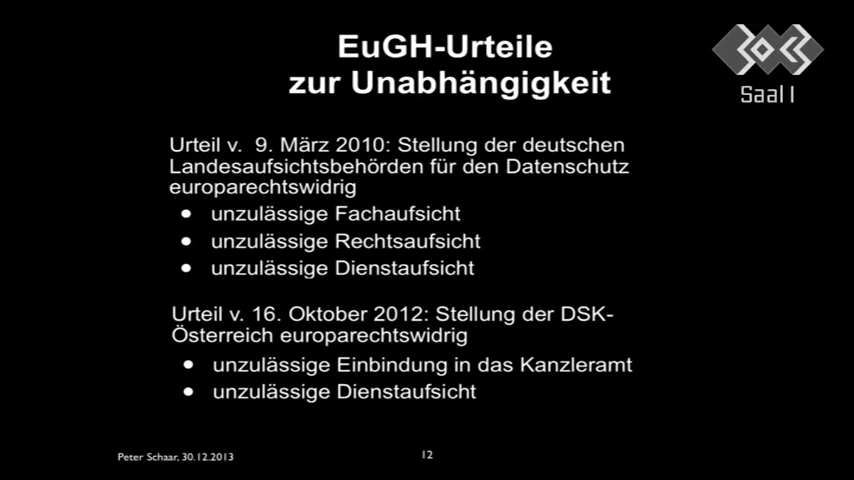 EuGH-Urteile
zur Unabhängigkeit
Saal 1
Urteil v. 9. März 2010: Stellung der deutschen
Landesaufsichtsbehörden für den Datenschutz
europarechtswidrig
• unzulässige Fachaufsicht
• unzulässige Rechtsaufsicht
• unzulässige Dienstaufsicht
Urteil v. 16. Oktober 2012: Stellung der DSK-
Österreich europarechtswidrig
• unzulässige Einbindung in das Kanzleramt
• unzulässige Dienstaufsicht
Peter Schaar, 30.12.2013
12